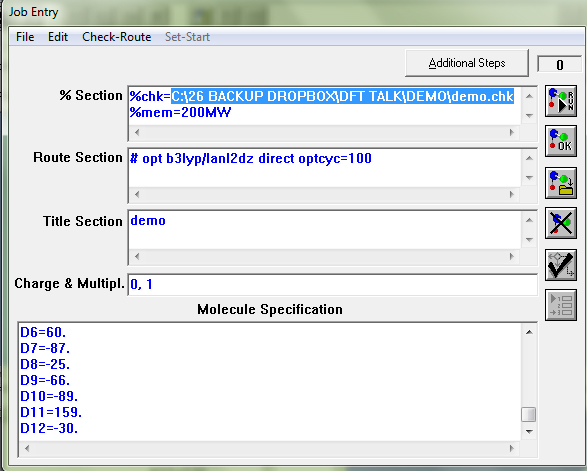 Job Entry
File Edit Check-Route Set-Start
Additional Steps
0
% Section
%chk=C:\26 BACKUP DROPBOX\DFT TALK\DEMO\demo.chk
%mem=200MW
RUN
OK
Route Section
# opt b3lyp/lanl2dz direct optcyc=100
Title Section
demo
Charge & Multipl.
0, 1
Molecule Specification
D6=60.
D7=-87.
D8=-25.
D9=-66.
D10=-89.
D11=159.
D12=-30.